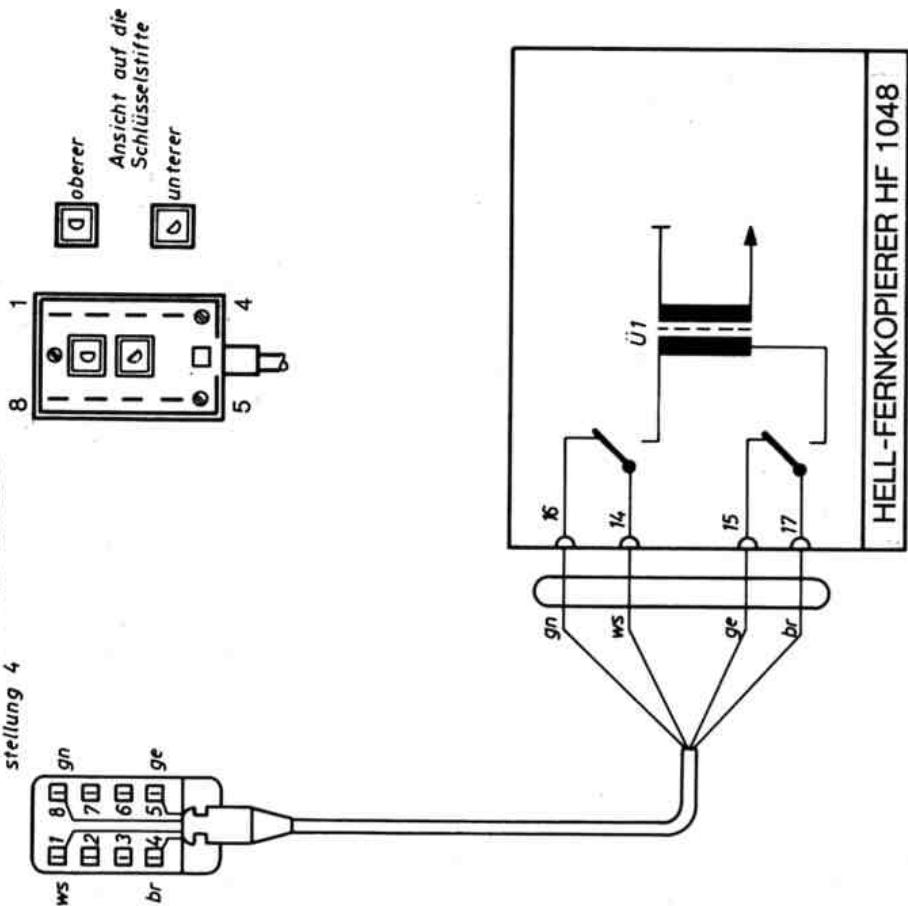 stellung 4
ws
gn
1
8
2
7
3
6
4
5
br
ge
8
1
5
4
oberer
Ansicht auf die
Schlüsselstifte
unterer
gn
ws
ge
br
16
14
15
17
Ü1
HELL-FERNKOPIERER HF 1048